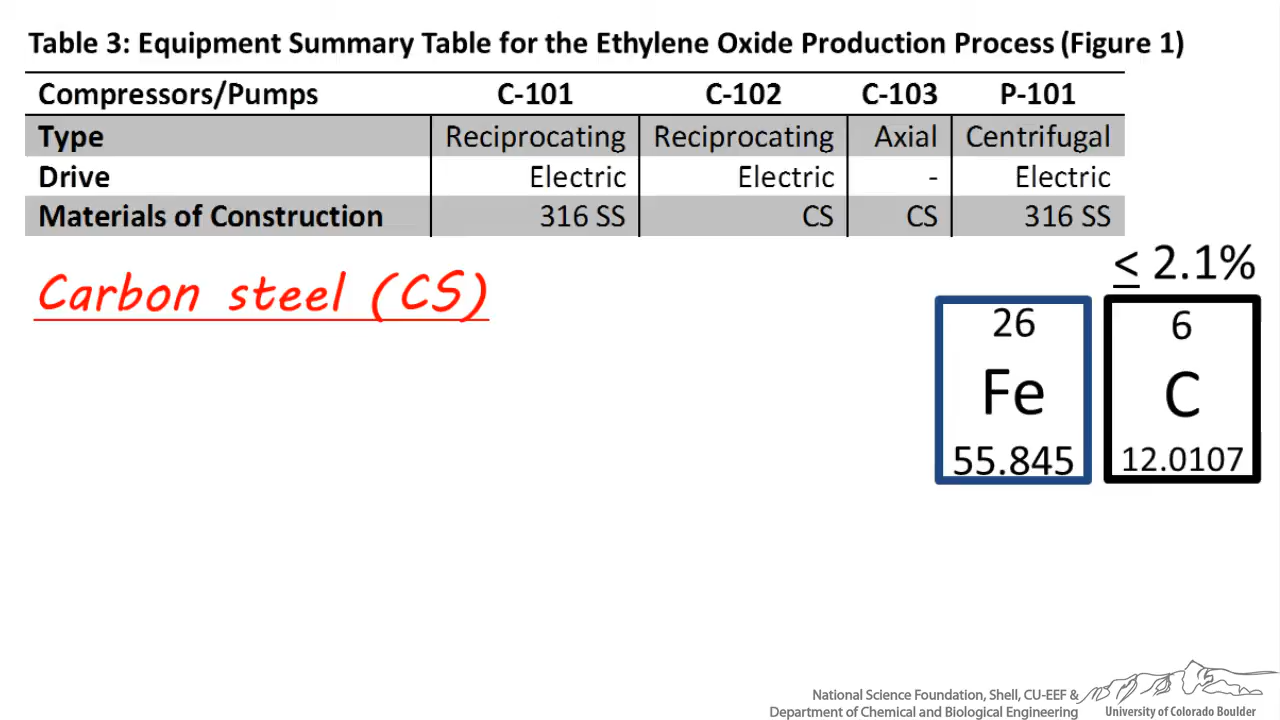 Table 3: Equipment Summary Table for the Ethylene Oxide Production Process (Figure 1)
Compressors/Pumps C-101 C-102 C-103 P-101
Type Reciprocating Reciprocating Axial Centrifugal
Drive Electric Electric - Electric
Materials of Construction 316 SS CS CS 316 SS
Carbon steel (CS)
≤ 2.1%
26 6
Fe C
55.845 12.0107
National Science Foundation, Shell, CU-EEF &
Department of Chemical and Biological Engineering
University of Colorado Boulder